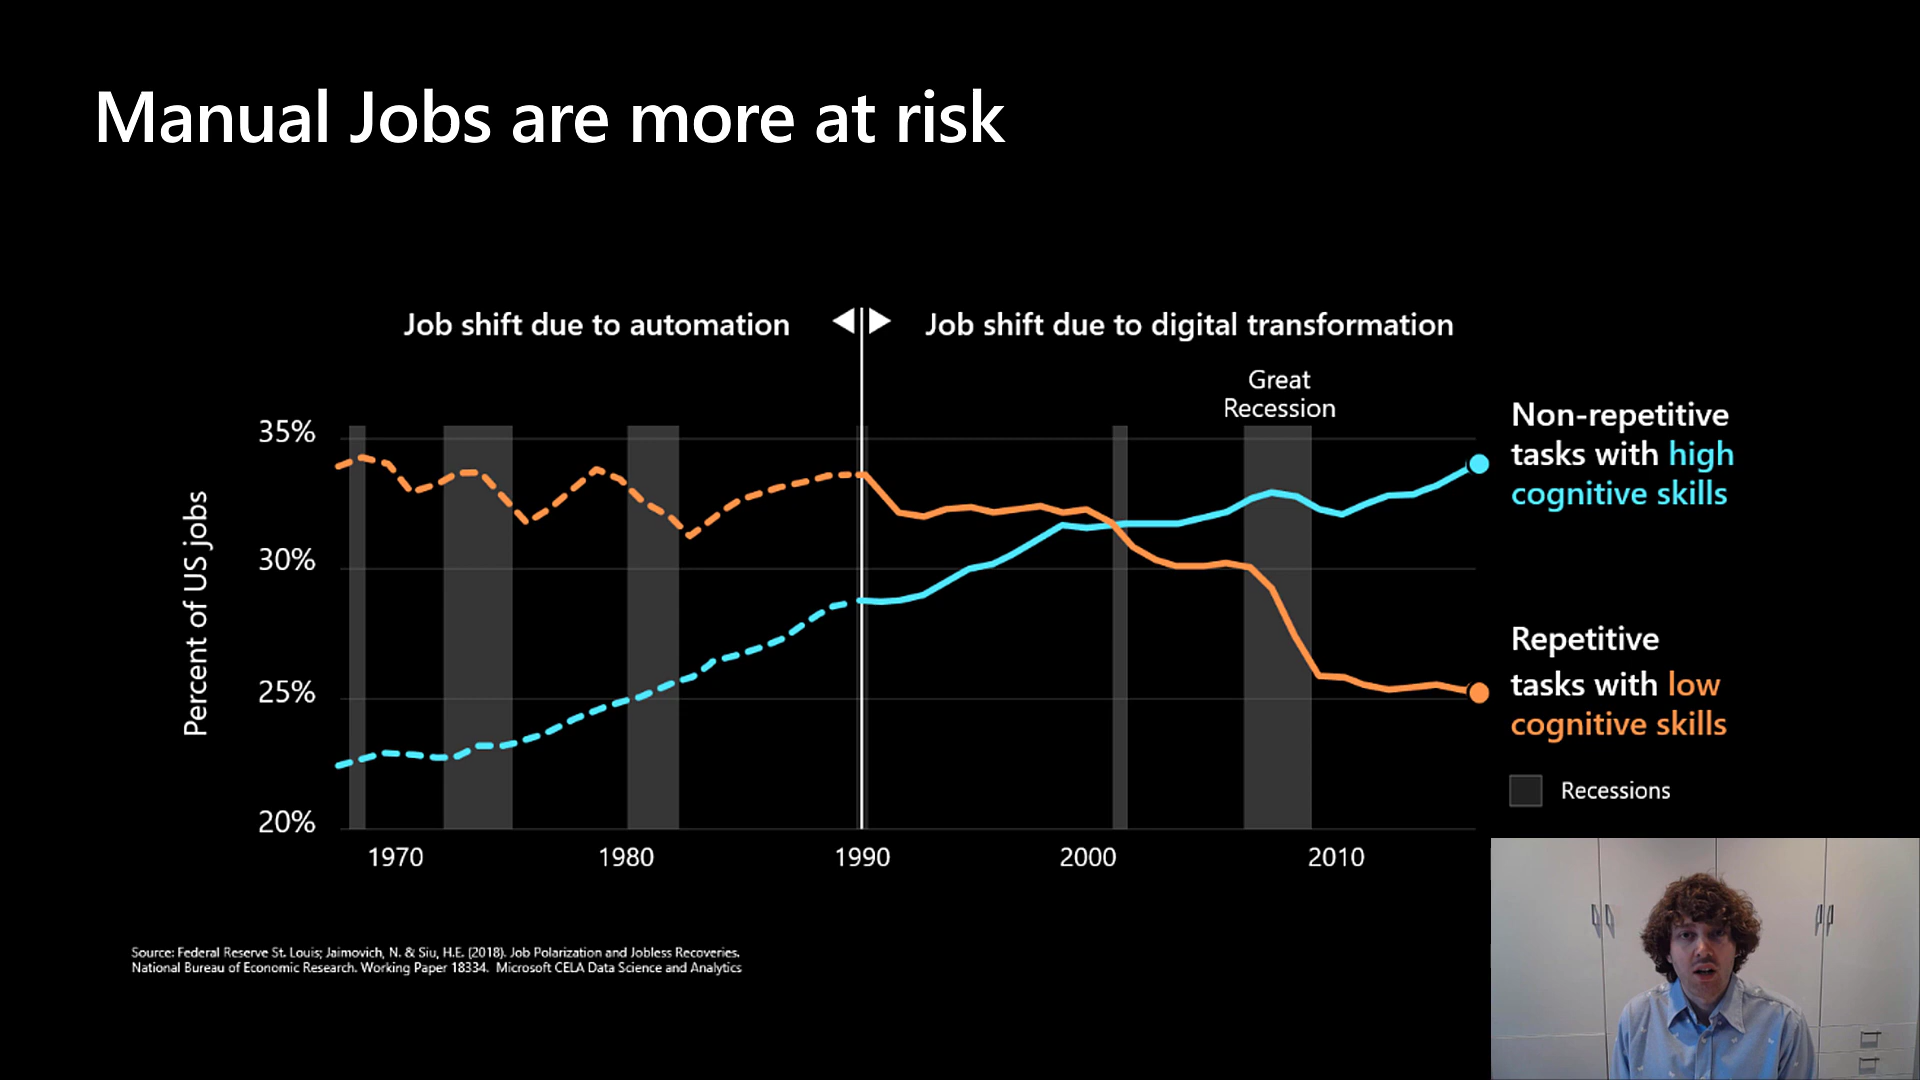 Manual Jobs are more at risk
Job shift due to automation
Job shift due to digital transformation
Great
Recession
35%
30%
25%
20%
Percent of US jobs
1970
1980
1990
2000
2010
Non-repetitive
tasks with high
cognitive skills
Repetitive
tasks with low
cognitive skills
Recessions
Source: Federal Reserve St. Louis; Jaimovich, N. & Siu, H.E. (2018). Job Polarization and Jobless Recoveries.
National Bureau of Economic Research. Working Paper 18334. Microsoft CELA Data Science and Analytics